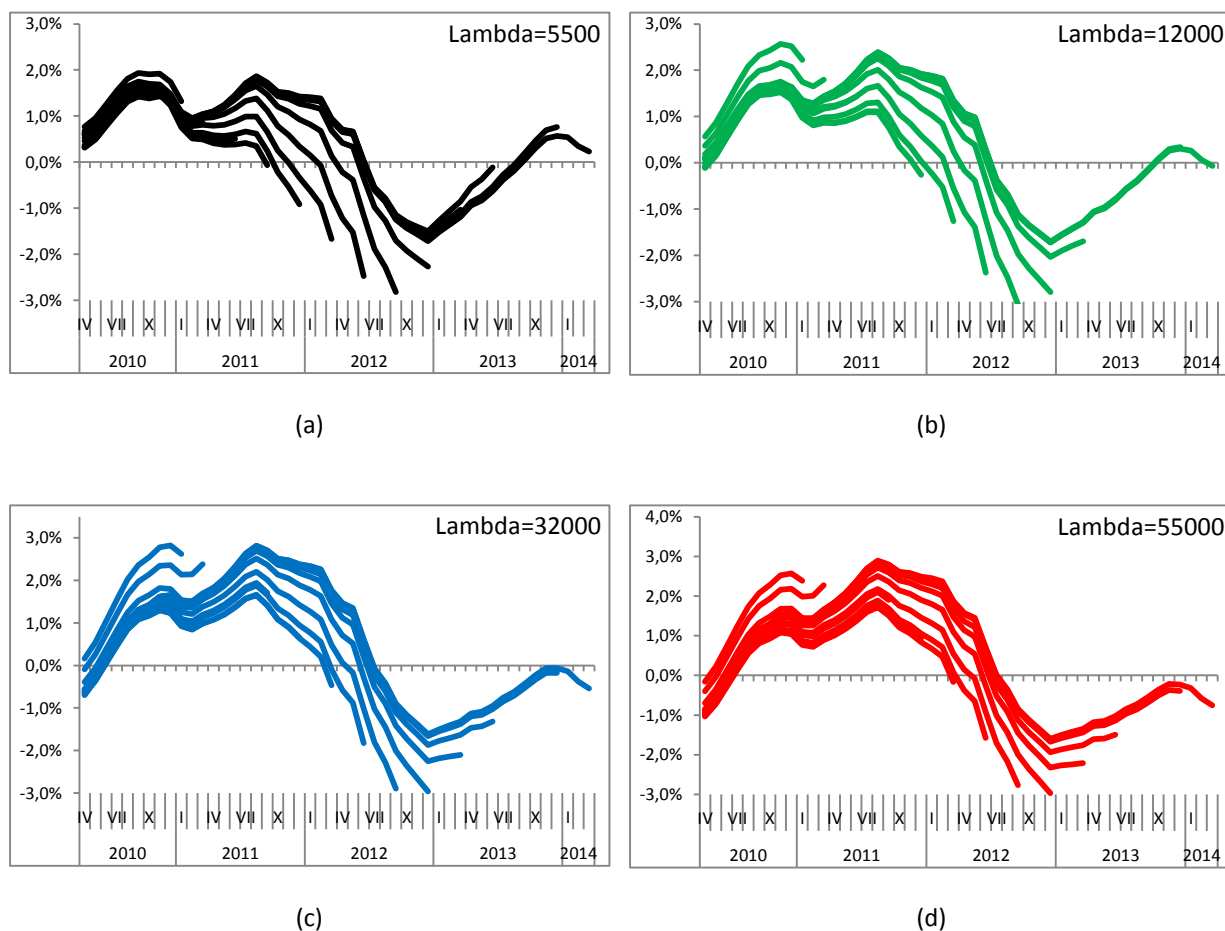 Lambda=5500
3,0%
2,0%
1,0%
0,0%
-1,0%
-2,0%
-3,0%
IV VII X I IV VII X I IV VII X I IV VII X I
2010 2011 2012 2013 2014
(a)
Lambda=12000
3,0%
2,0%
1,0%
0,0%
-1,0%
-2,0%
-3,0%
IV VII X I IV VII X I IV VII X I IV VII X I
2010 2011 2012 2013 2014
(b)
Lambda=32000
3,0%
2,0%
1,0%
0,0%
-1,0%
-2,0%
-3,0%
IV VII X I IV VII X I IV VII X I IV VII X I
2010 2011 2012 2013 2014
(c)
Lambda=55000
4,0%
3,0%
2,0%
1,0%
0,0%
-1,0%
-2,0%
-3,0%
IV VII X I IV VII X I IV VII X I IV VII X I
2010 2011 2012 2013 2014
(d)